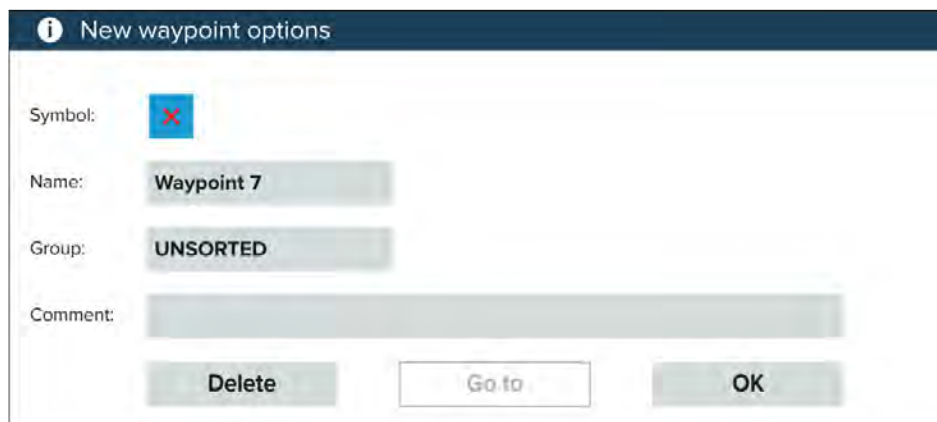 New waypoint options
Symbol:
Name: Waypoint 7
Group: UNSORTED
Comment:
Delete Go to OK